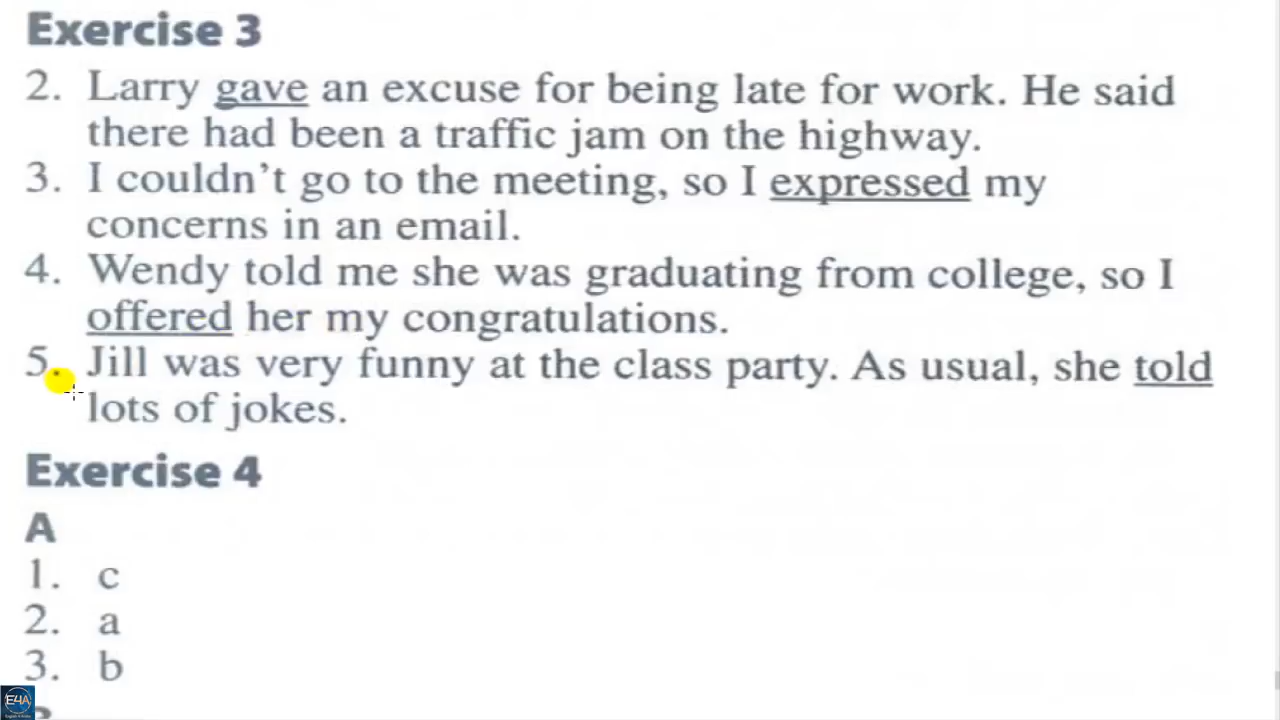 Exercise 3
2. Larry gave an excuse for being late for work. He said
there had been a traffic jam on the highway.
3. I couldn't go to the meeting, so I expressed my
concerns in an email.
4. Wendy told me she was graduating from college, so I
offered her my congratulations.
5. Jill was very funny at the class party. As usual, she told
lots of jokes.
Exercise 4
A
1. c
2. a
3. b
E4A